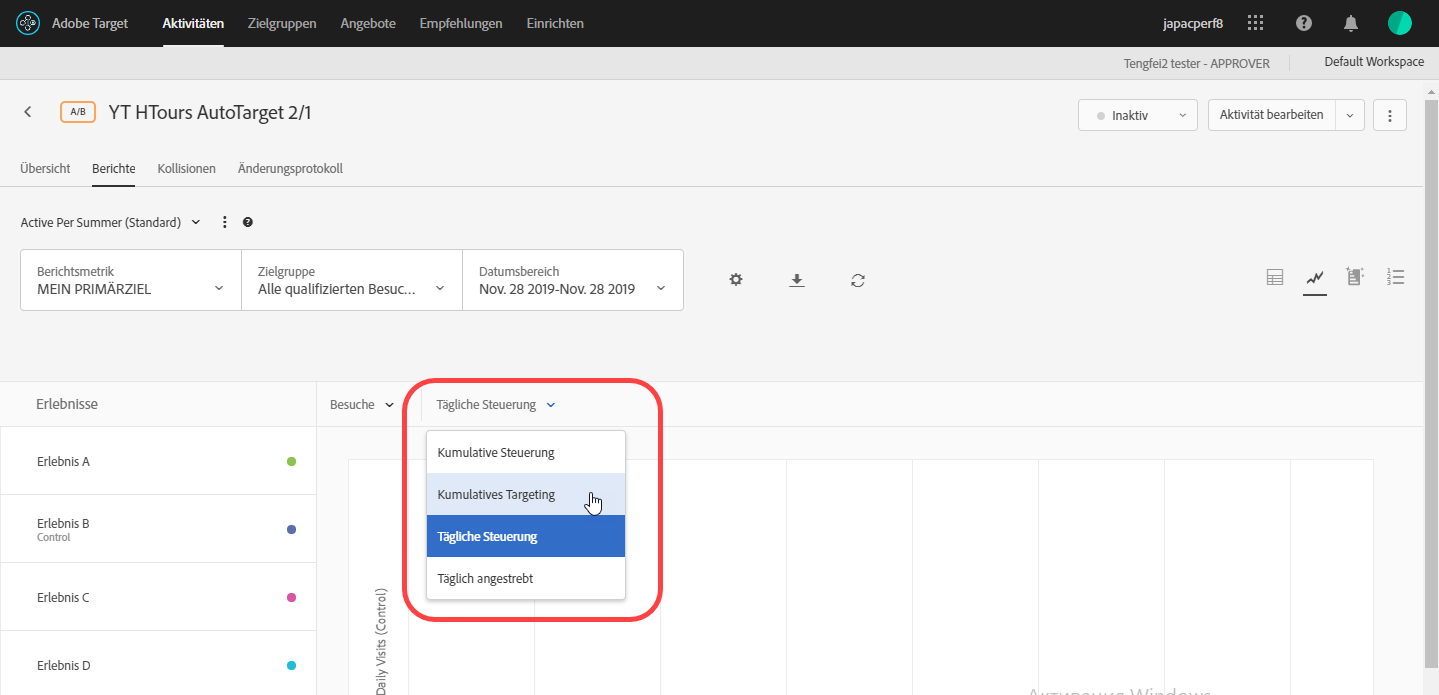 Adobe Target
Aktivitäten
Zielgruppen
Angebote
Empfehlungen
Einrichten
japacperf8
Tengfei2 tester - APPROVER
Default Workspace
A/B
YT HTours AutoTarget 2/1
Inaktiv
Aktivität bearbeiten
Übersicht
Berichte
Kollisionen
Änderungsprotokoll
Active Per Summer (Standard)
Berichtsmetrik
MEIN PRIMÄRZIEL
Zielgruppe
Alle qualifizierten Besuc...
Datumsbereich
Nov. 28 2019-Nov. 28 2019
Erlebnisse
Besuche
Tägliche Steuerung
Kumulative Steuerung
Kumulatives Targeting
Tägliche Steuerung
Täglich angestrebt
Erlebnis A
Erlebnis B
Control
Erlebnis C
Erlebnis D
Daily Visits (Control)
Активация Windows